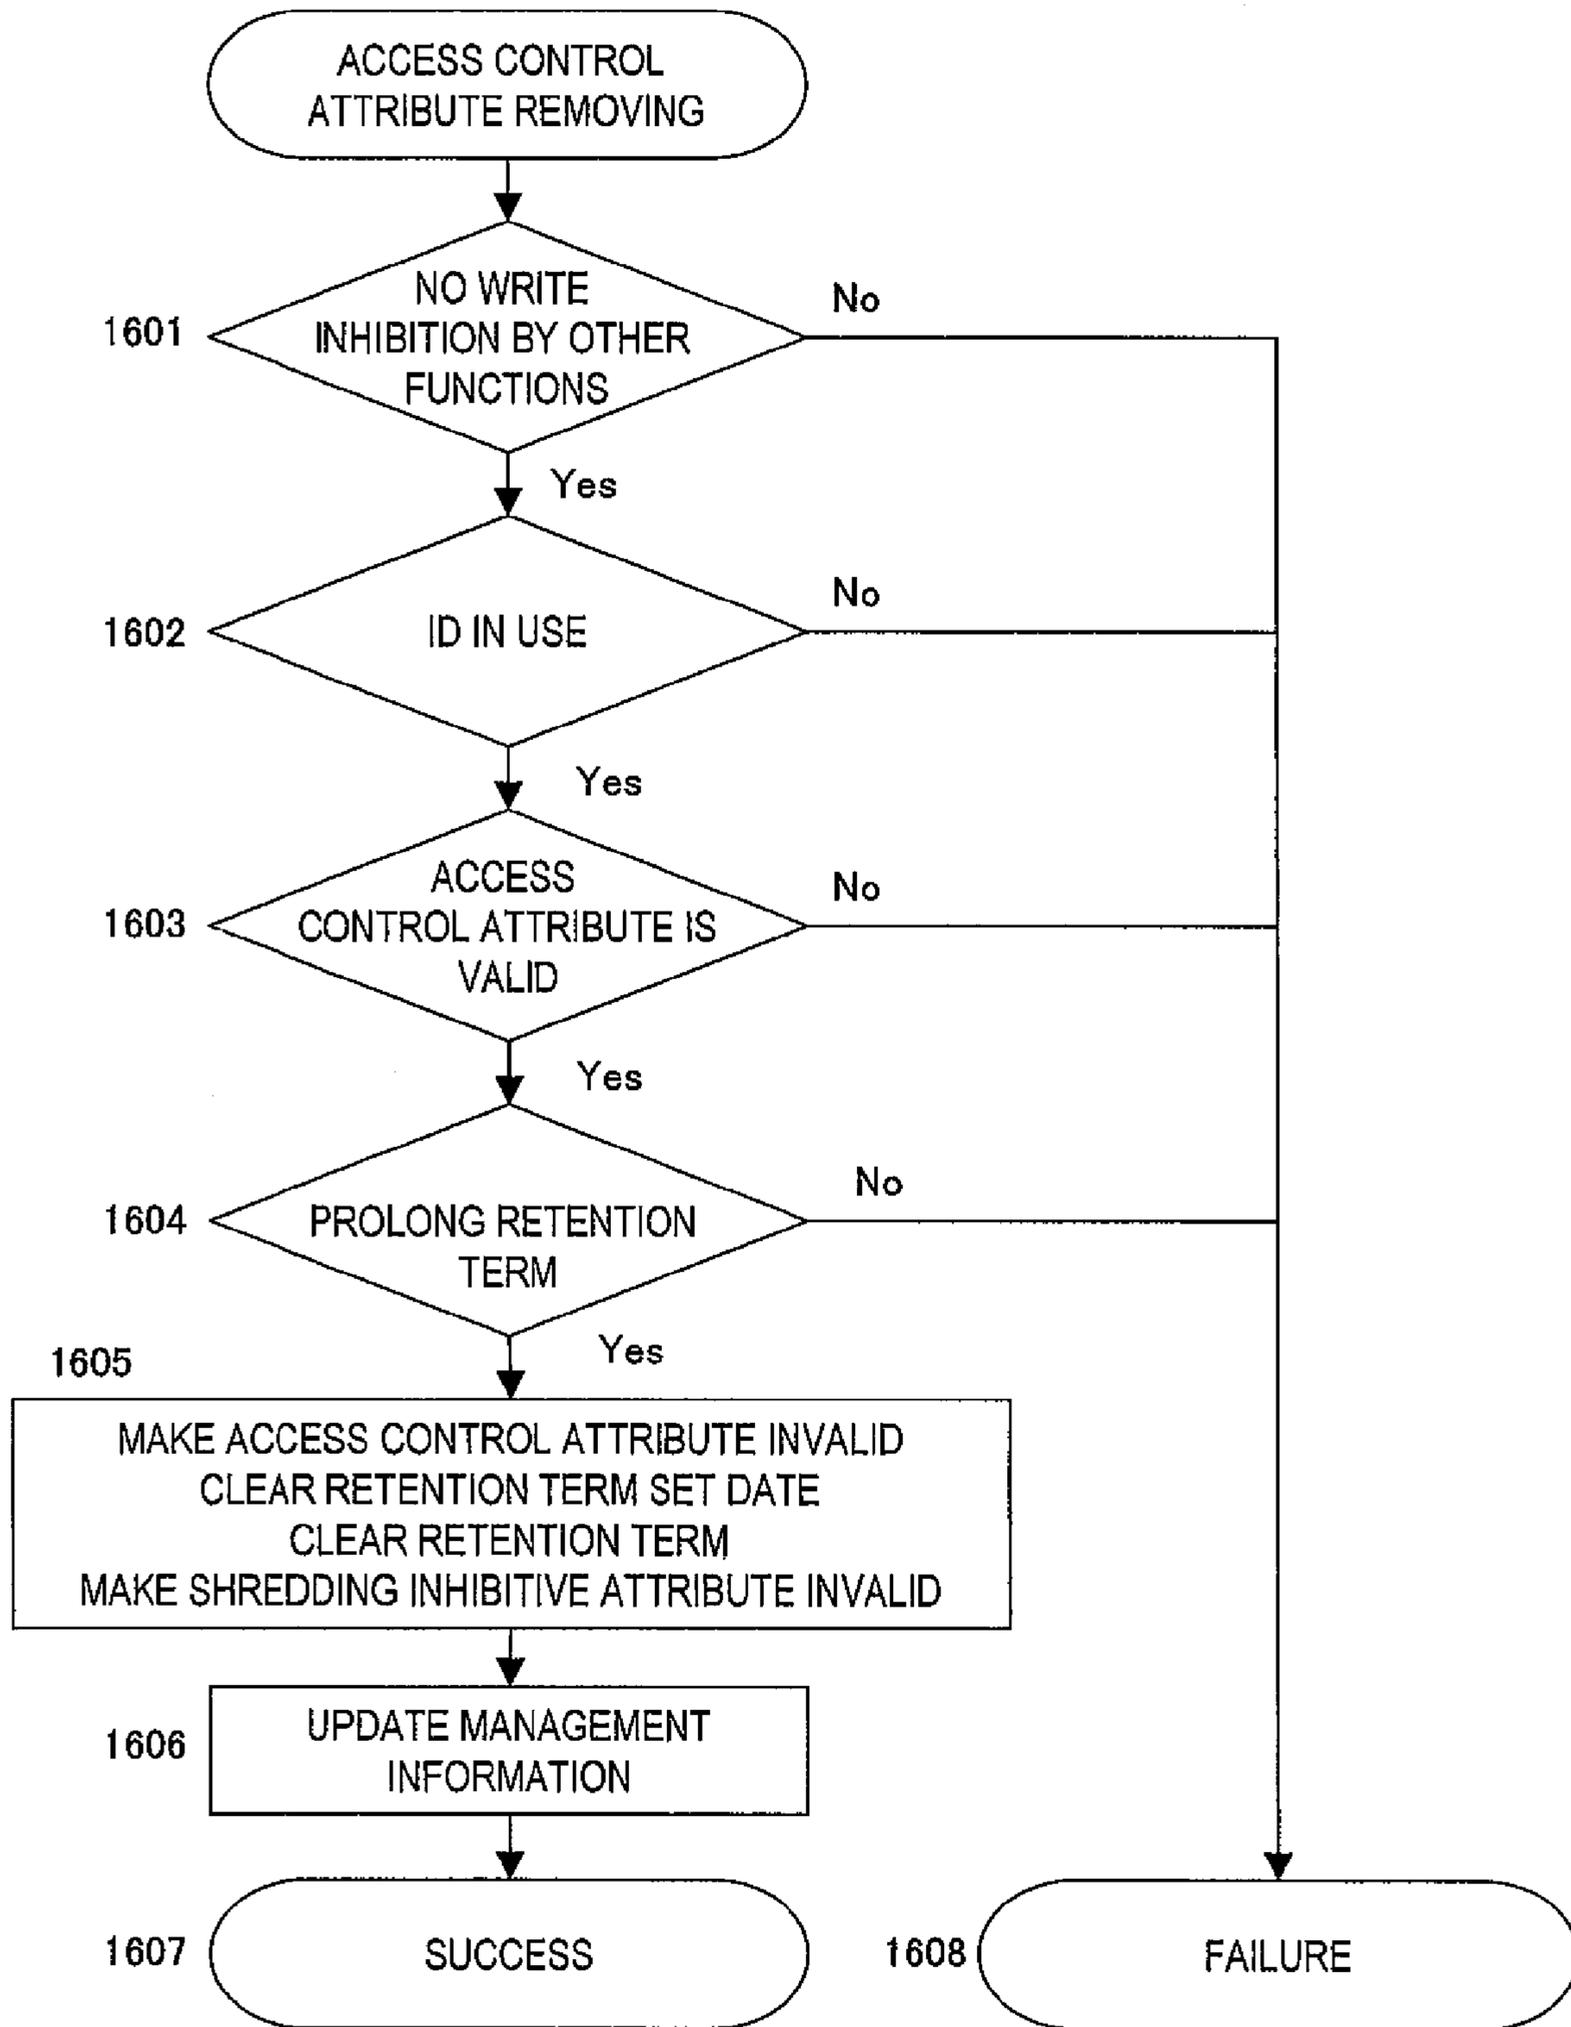 ACCESS CONTROL
ATTRIBUTE REMOVING
NO WRITE
INHIBITION BY OTHER
FUNCTIONS
1601
No
Yes
ID IN USE
1602
No
Yes
ACCESS
CONTROL ATTRIBUTE IS
VALID
1603
No
Yes
PROLONG RETENTION
TERM
1604
No
Yes
1605
MAKE ACCESS CONTROL ATTRIBUTE INVALID
CLEAR RETENTION TERM SET DATE
CLEAR RETENTION TERM
MAKE SHREDDING INHIBITIVE ATTRIBUTE INVALID
1606
UPDATE MANAGEMENT
INFORMATION
1607
SUCCESS
1608
FAILURE